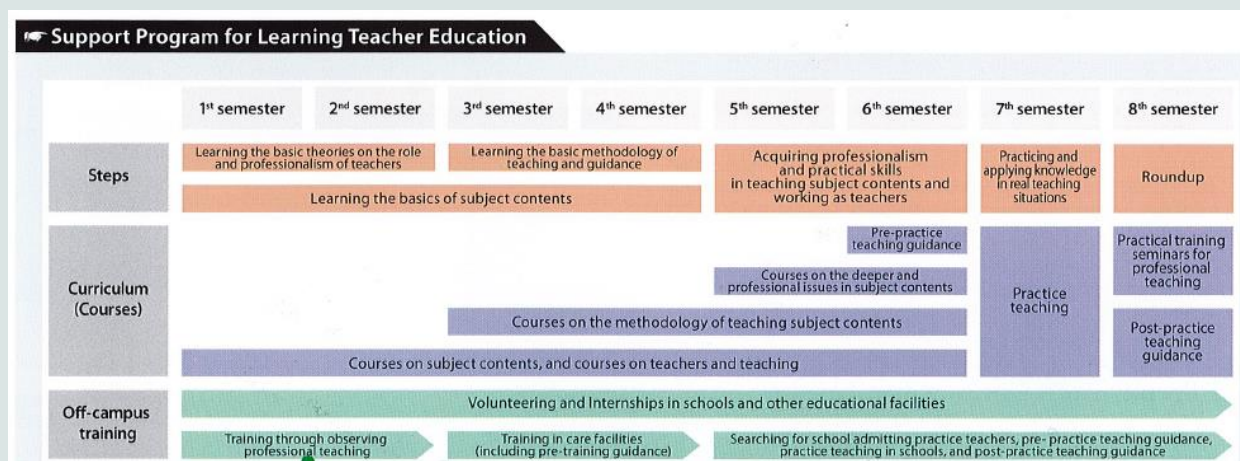 Support Program for Learning Teacher Education
1st semester
2nd semester
3rd semester
4th semester
5th semester
6th semester
7th semester
8th semester
Steps
Learning the basic theories on the role
and professionalism of teachers
Learning the basic methodology of
teaching and guidance
Learning the basics of subject contents
Acquiring professionalism
and practical skills
in teaching subject contents and
working as teachers
Practicing and
applying knowledge
in real teaching
situations
Roundup
Curriculum
(Courses)
Pre-practice
teaching guidance
Courses on the deeper and
professional issues in subject contents
Courses on the methodology of teaching subject contents
Courses on subject contents, and courses on teachers and teaching
Practice
teaching
Practical training
seminars for
professional
teaching
Post-practice
teaching
guidance
Off-campus
training
Volunteering and Internships in schools and other educational facilities
Training through observing
professional teaching
Training in care facilities
(including pre-training guidance)
Searching for school admitting practice teachers, pre- practice teaching guidance,
practice teaching in schools, and post-practice teaching guidance